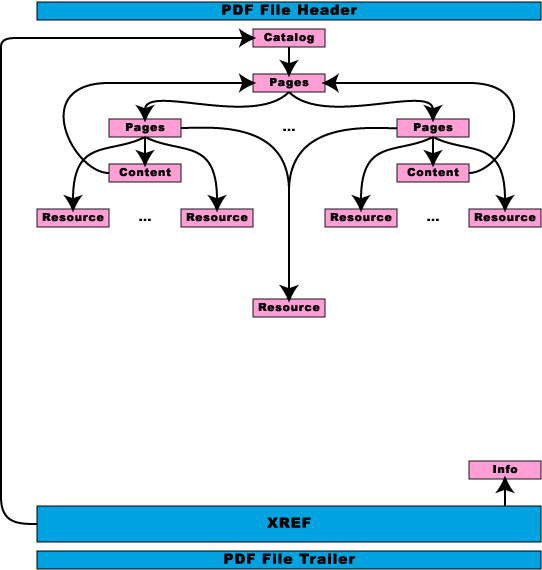 PDF File Header
Catalog
Pages
Pages
...
Pages
Content
Content
Resource
...
Resource
Resource
...
Resource
Resource
Info
XREF
PDF File Trailer